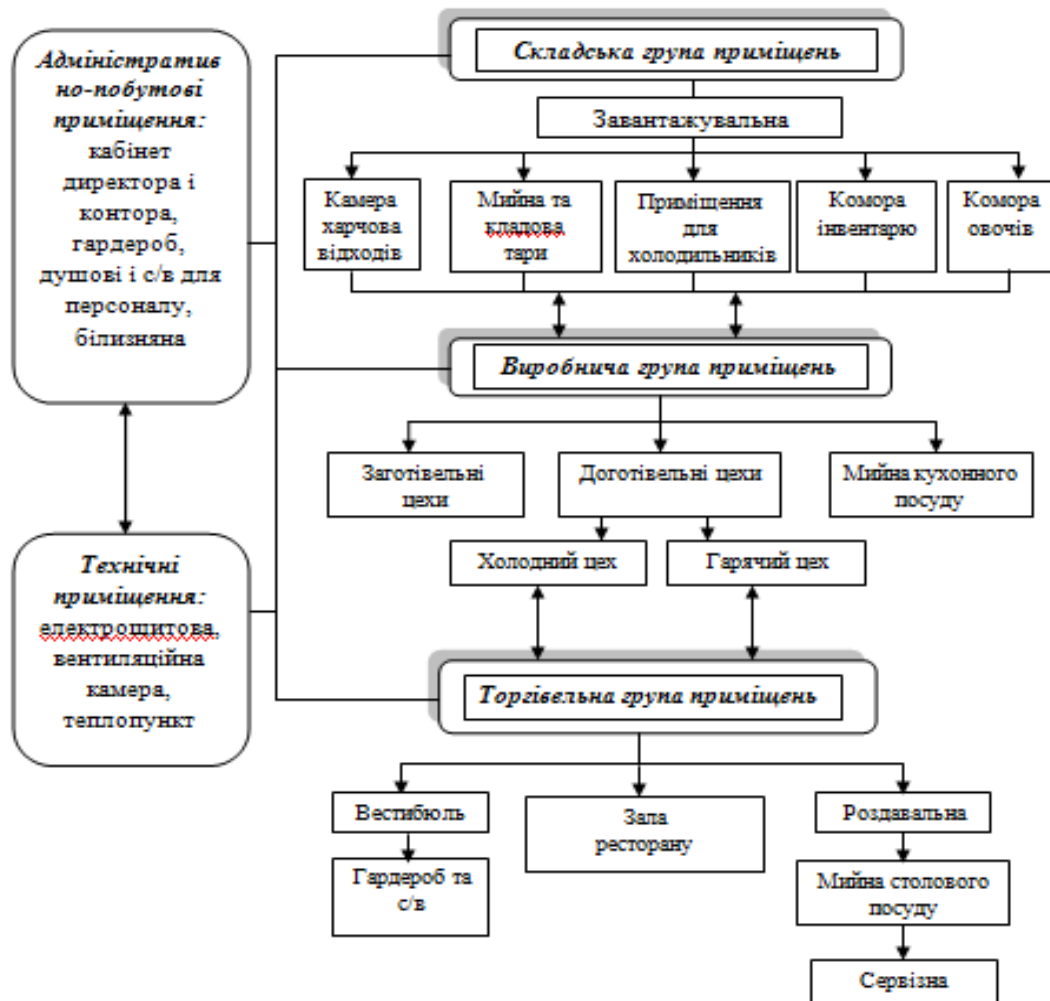 Адміністратив
но-побутові
приміщення:
кабінет
директора і
контора,
гардероб,
душові і с/в для
персоналу,
білизняна
Складська група приміщень
Завантажувальна
Камера
харчова
відходів
Мийна та
кладова
тари
Приміщення
для
холодильників
Комора
інвентарю
Комора
овочів
Виробнича група приміщень
Заготівельні
цехи
Доготівельні цехи
Мийна кухонного
посуду
Холодний цех
Гарячий цех
Технічні
приміщення:
електрощитова,
вентиляційна
камера,
теплопункт
Торгівельна група приміщень
Вестибюль
Гардероб та
с/в
Зала
ресторану
Роздавальна
Мийна столового
посуду
Сервізна